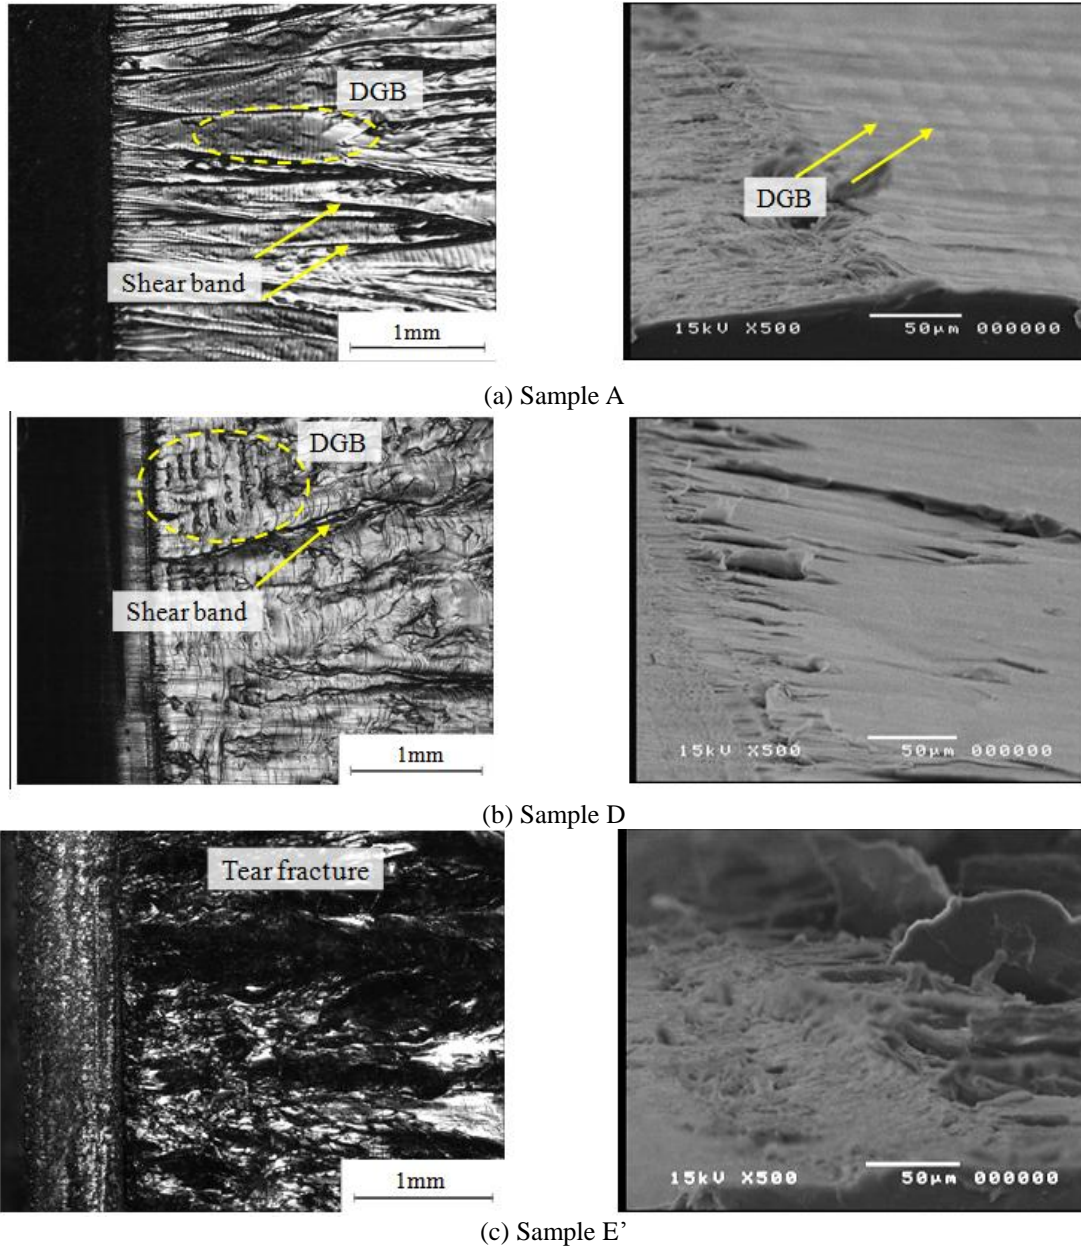 DGB
Shear band
1mm
DGB
15kV X500 50µm 000000
(a) Sample A
DGB
Shear band
1mm
15kV X500 50µm 000000
(b) Sample D
Tear fracture
1mm
15kV X500 50µm 000000
(c) Sample E’